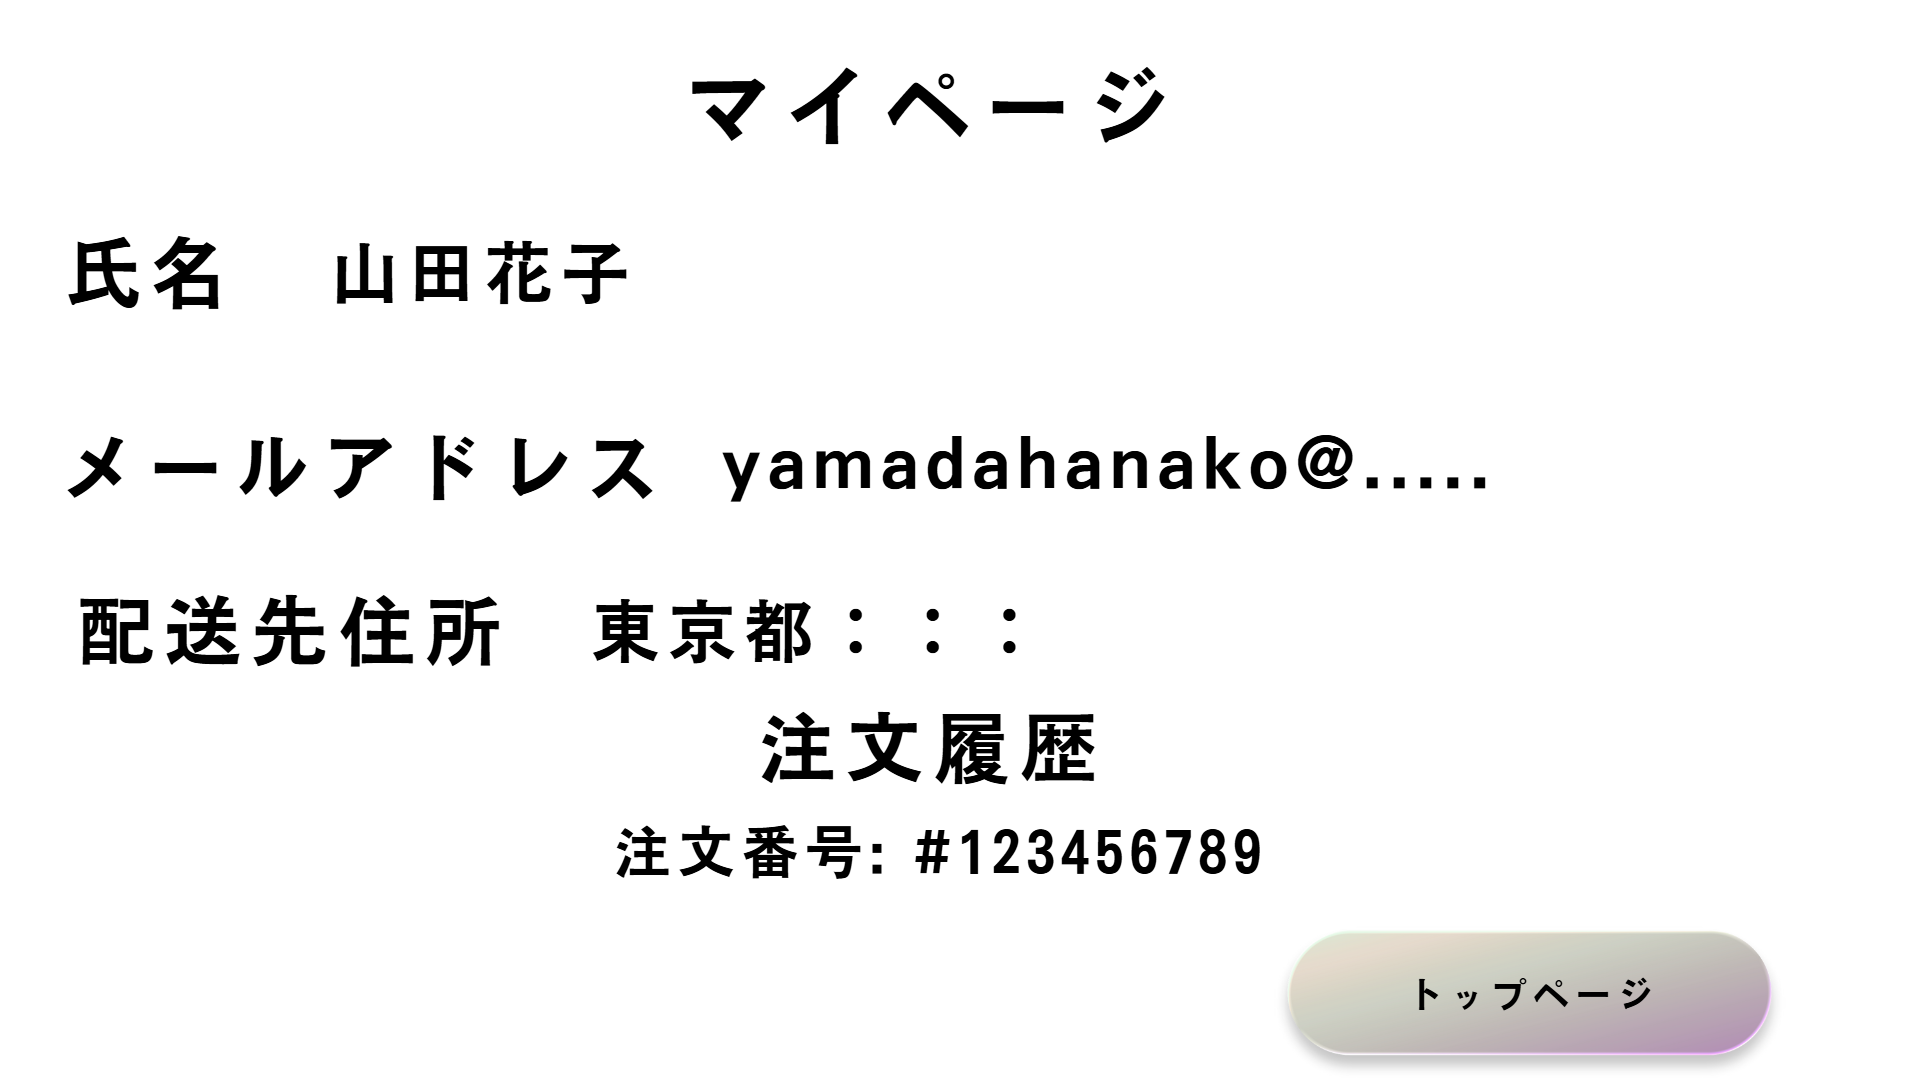 マイページ
氏名　山田花子
メールアドレス yamadahanako@.....
配送先住所　東京都：：：
注文履歴
注文番号: #123456789
トップページ